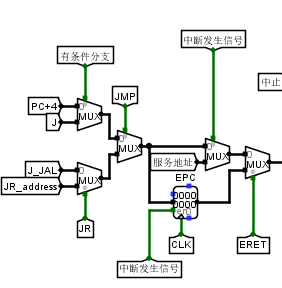 中断发生信号
有条件分支
中止
JMP
PC+4
MUX
J
MUX
MUX
服务地址
MUX
J_JAL
MUX
JR_address
EPC
en
JR
CLK
ERET
中断发生信号